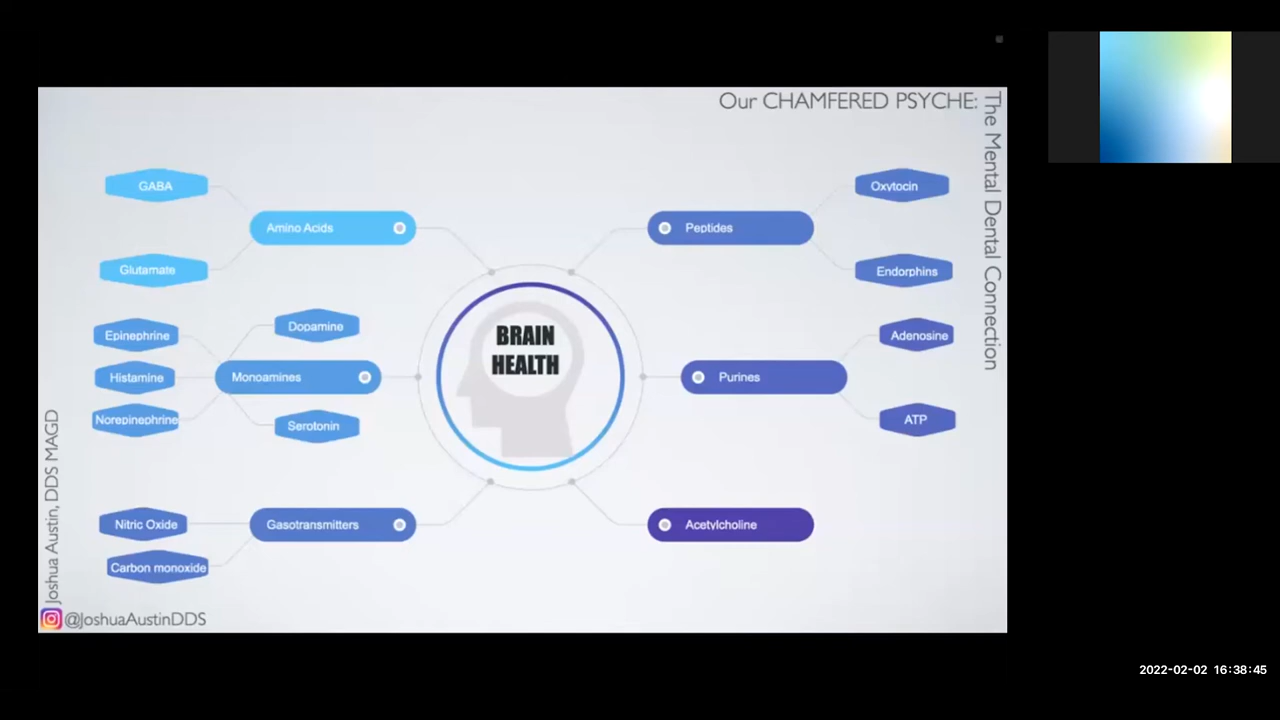 Our CHAMFERED PSYCHE:
The Mental Dental Connection
GABA
Amino Acids
Glutamate
Epinephrine
Dopamine
Histamine
Monoamines
Norepinephrine
Serotonin
Nitric Oxide
Gasotransmitters
Carbon monoxide
BRAIN
HEALTH
Oxytocin
Peptides
Endorphins
Adenosine
Purines
ATP
Acetylcholine
Joshua Austin, DDS MAGD
@JoshuaAustinDDS
2022-02-02 16:38:45